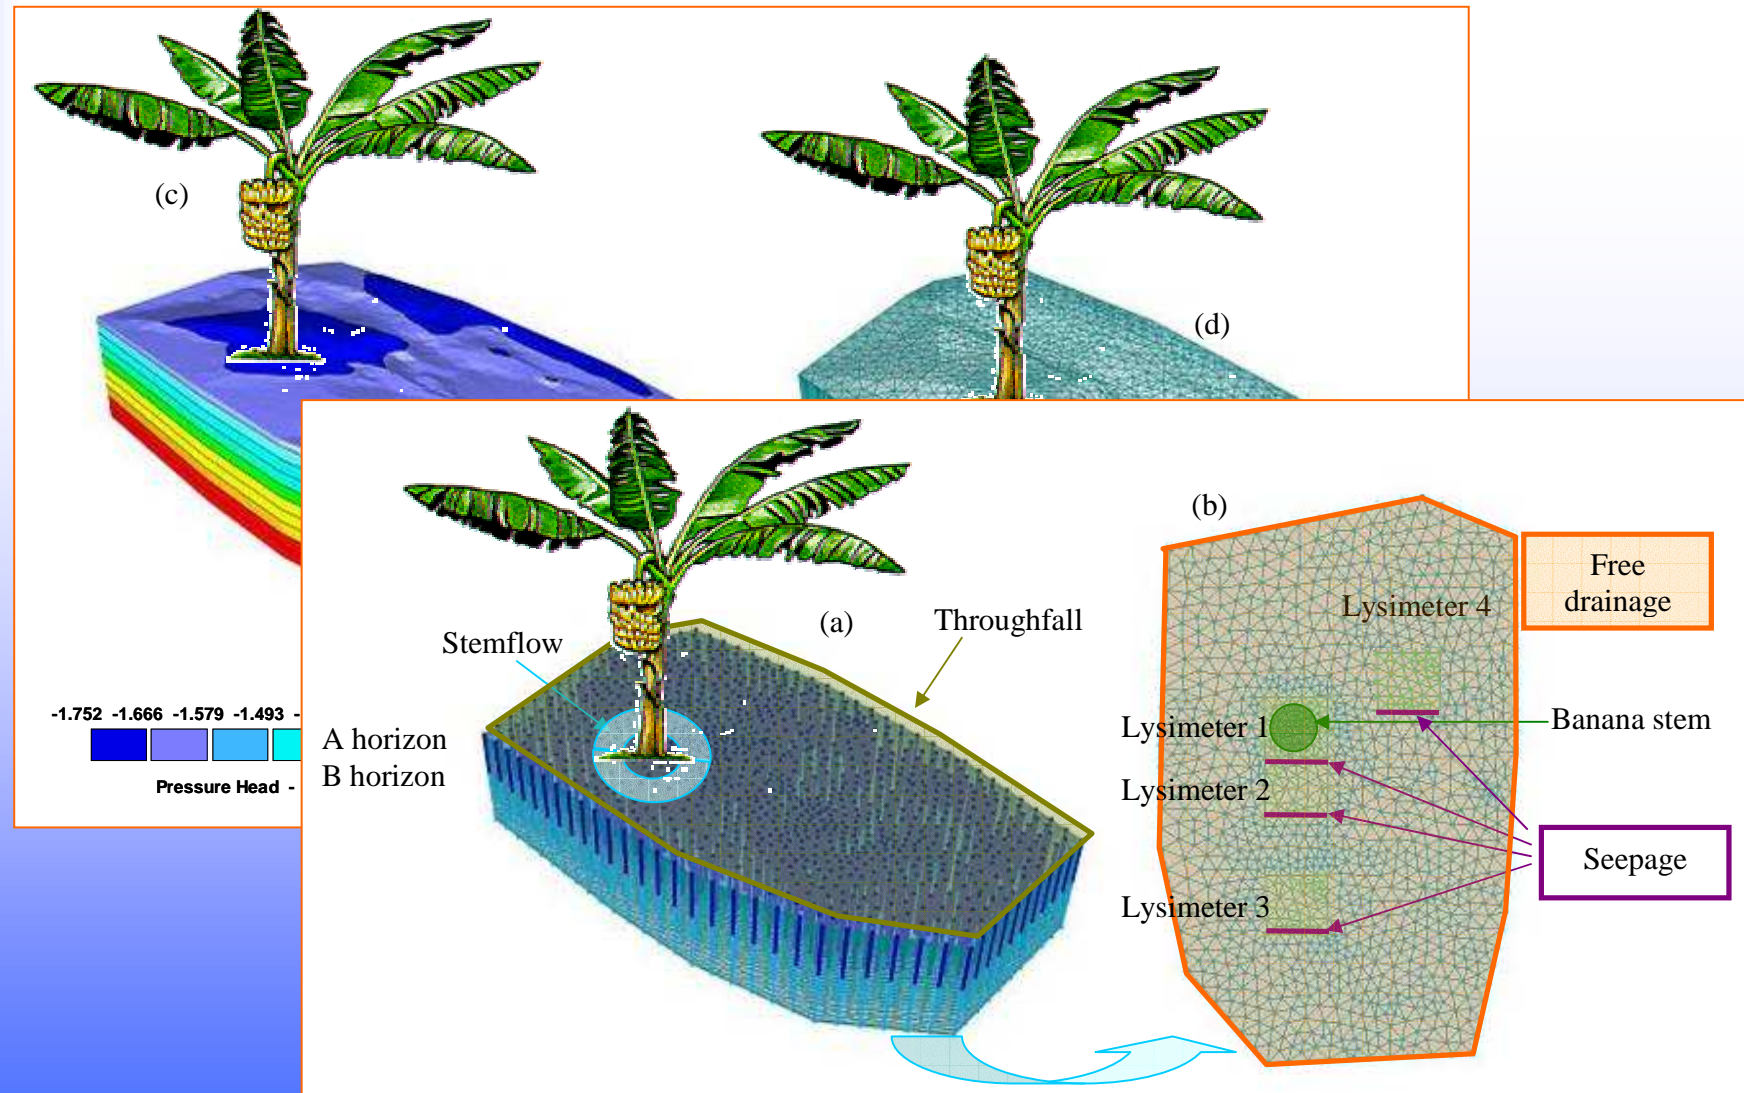 (c)
(d)
-1.752 -1.666 -1.579 -1.493 -
Pressure Head -
(a)
Stemflow
Throughfall
A horizon
B horizon
(b)
Free
drainage
Lysimeter 4
Lysimeter 1
Banana stem
Lysimeter 2
Seepage
Lysimeter 3